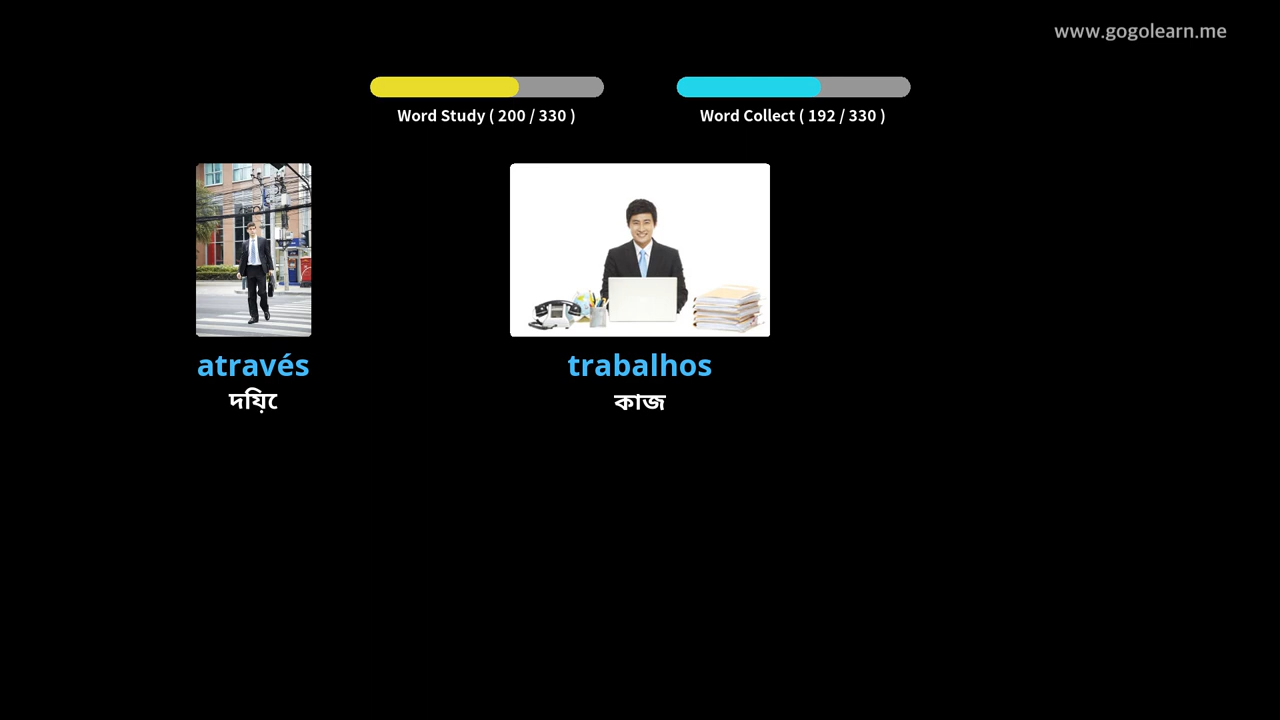 www.gogolearn.me
Word Study ( 200 / 330 )
Word Collect ( 192 / 330 )
através
trabalhos
দিয়ে
কাজ